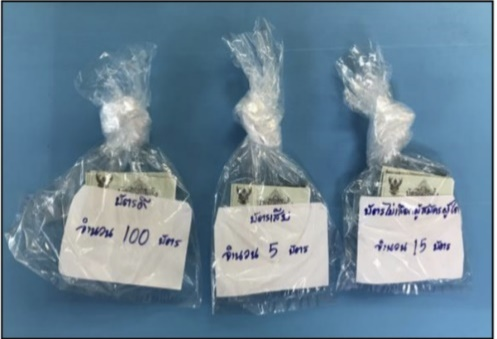 บัตรดี
จำนวน 100 บัตร
บัตรเสีย
จำนวน 5 บัตร
บัตรไม่เลือกผู้สมัครผู้ใด
จำนวน 15 บัตร